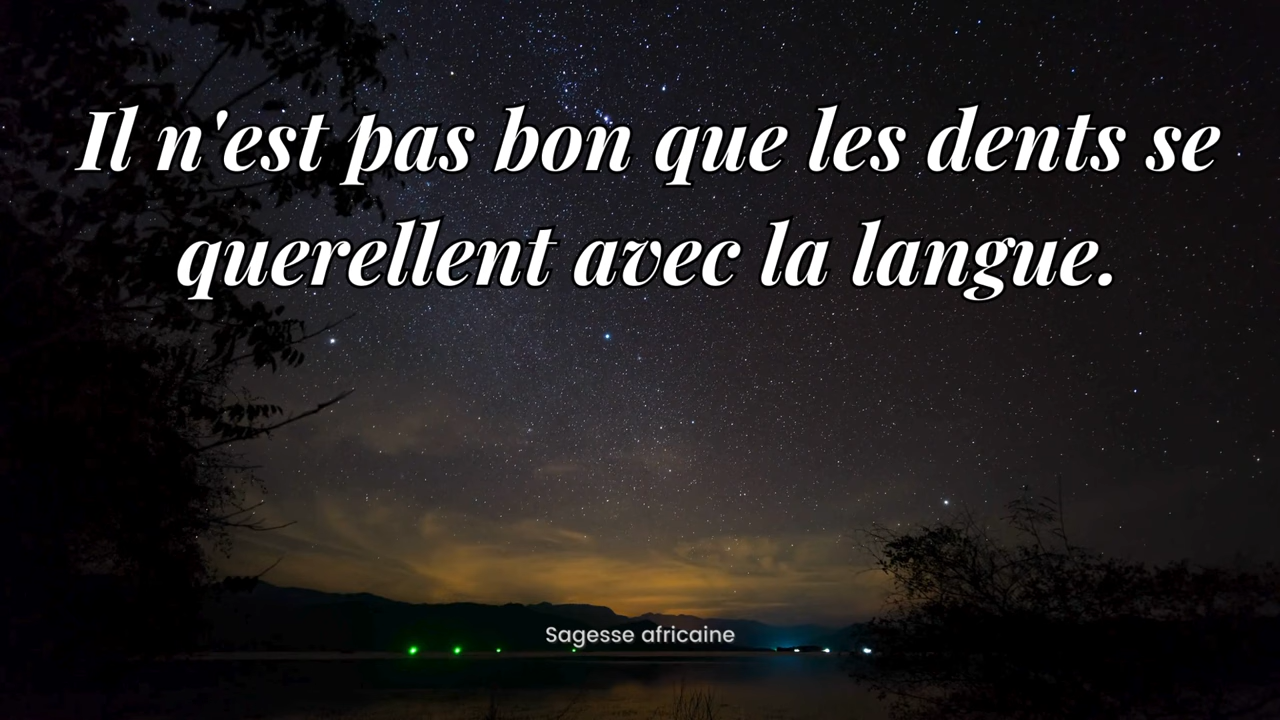 Il n'est pas bon que les dents se
querellent avec la langue.
Sagesse africaine